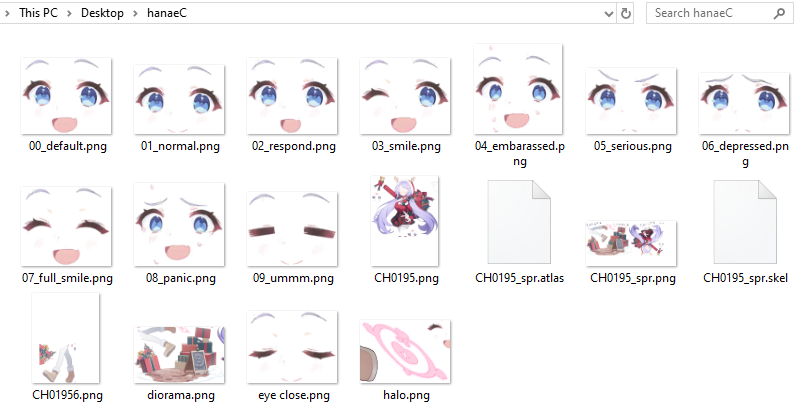 This PC > Desktop > hanaeC
Search hanaeC
00_default.png
01_normal.png
02_respond.png
03_smile.png
04_embarassed.p
ng
05_serious.png
06_depressed.pn
g
07_full_smile.png
08_panic.png
09_ummm.png
CH0195.png
CH0195_spr.atlas
CH0195_spr.png
CH0195_spr.skel
CH01956.png
diorama.png
eye close.png
halo.png